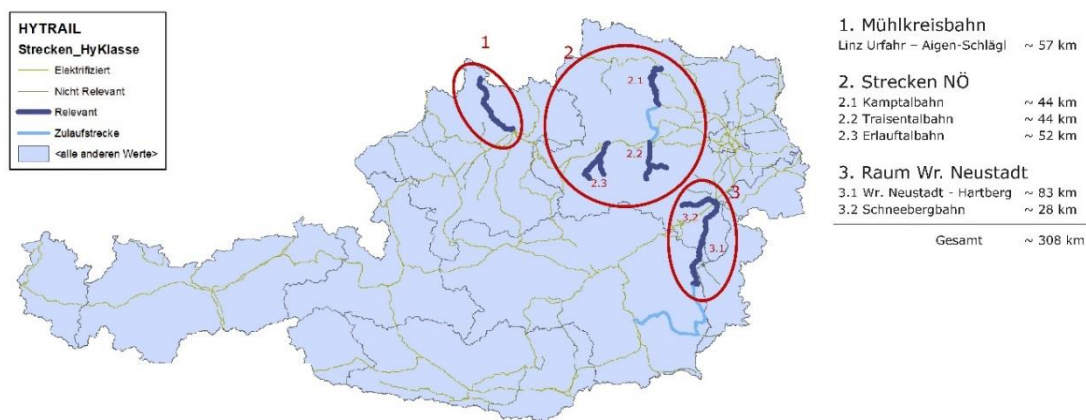 HYTRAIL
Strecken_HyKlasse
Elektrifiziert
Nicht Relevant
Relevant
Zulaufstrecke
<alle anderen Werte>
1
2
2.1
2.2
2.3
3
3.2
3.1
1. Mühlkreisbahn
Linz Urfahr – Aigen-Schlägl ~ 57 km
2. Strecken NÖ
2.1 Kamptalbahn ~ 44 km
2.2 Traisentalbahn ~ 44 km
2.3 Erlauftalbahn ~ 52 km
3. Raum Wr. Neustadt
3.1 Wr. Neustadt - Hartberg ~ 83 km
3.2 Schneebergbahn ~ 28 km
Gesamt ~ 308 km